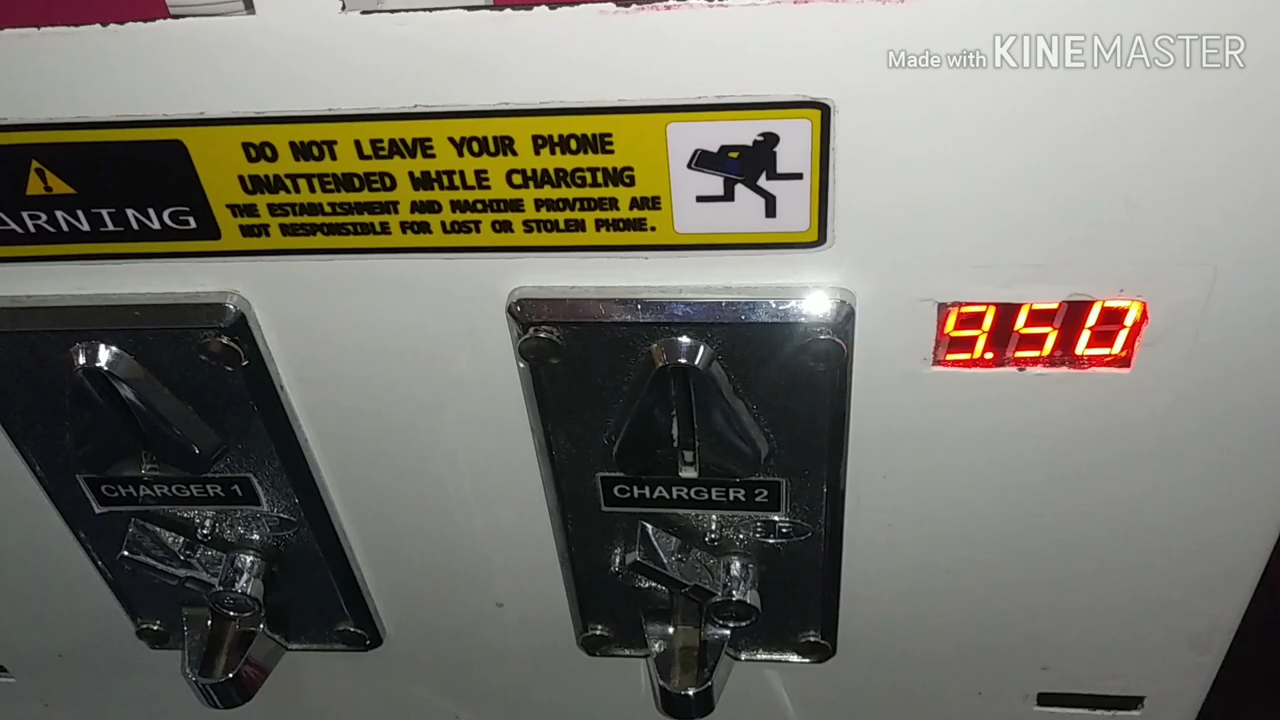 Made with KINEMASTER
DO NOT LEAVE YOUR PHONE
UNATTENDED WHILE CHARGING
THE ESTABLISHMENT AND MACHINE PROVIDER ARE
NOT RESPONSIBLE FOR LOST OR STOLEN PHONE.
ARNING
9.50
CHARGER 1
CHARGER 2